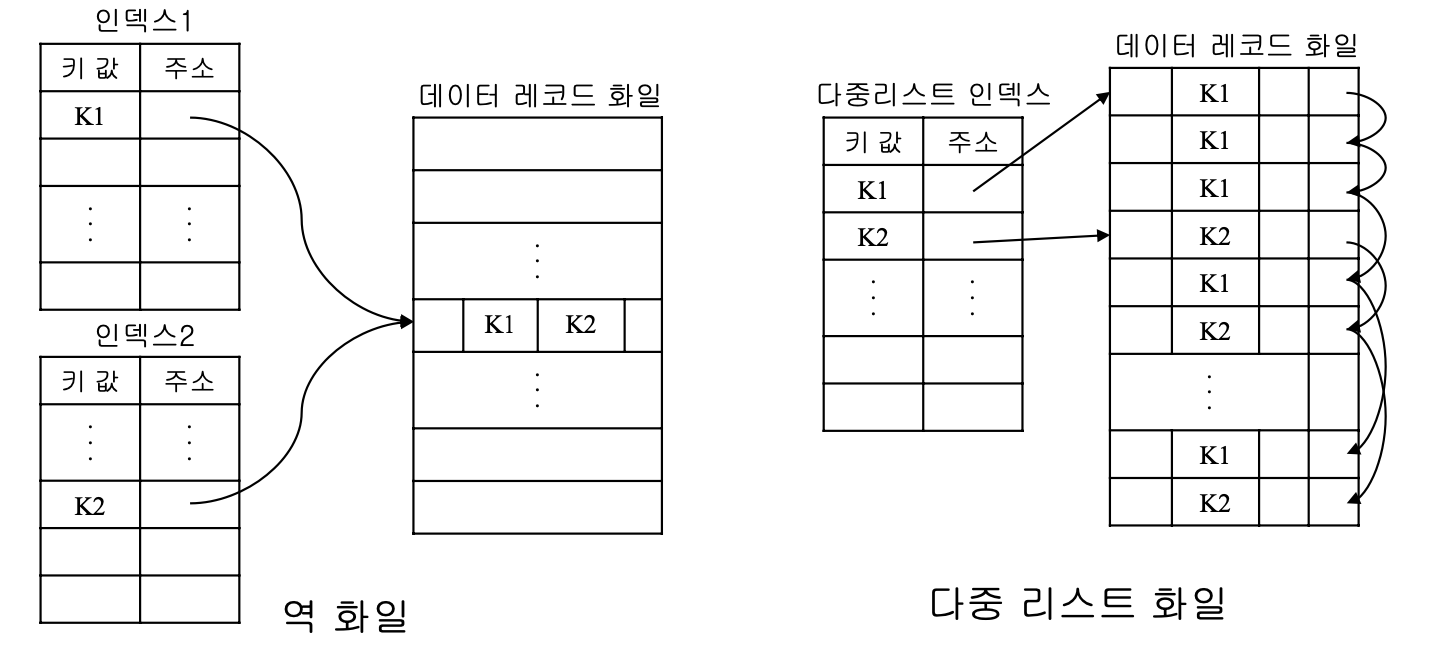 인덱스1
키 값 주소
K1
⋮ ⋮
인덱스2
키 값 주소
⋮ ⋮
K2
데이터 레코드 화일
⋮
K1 K2
⋮
역 화일
다중리스트 인덱스
키 값 주소
K1
K2
⋮ ⋮
데이터 레코드 화일
K1
K1
K1
K2
K1
K2
⋮
K1
K2
다중 리스트 화일